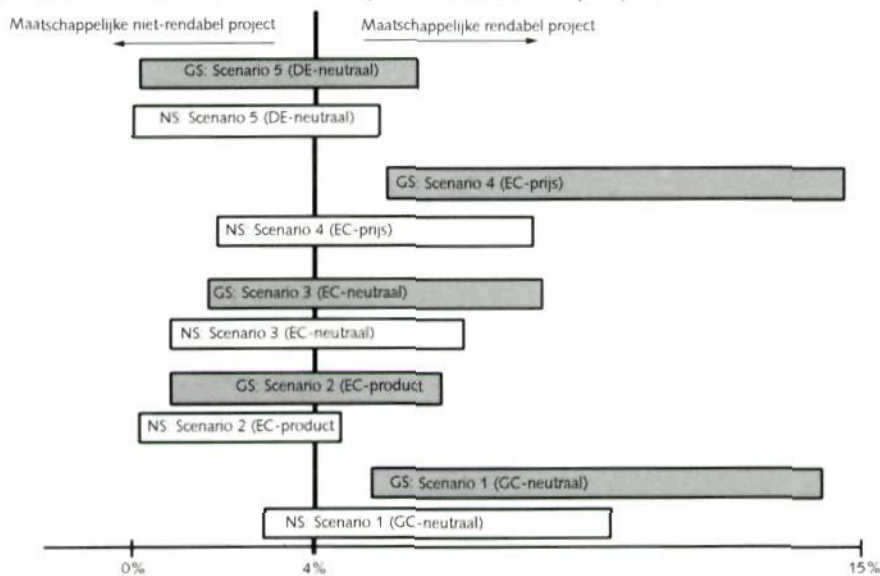 Maatschappelijke niet-rendabel project
Maatschappelijke rendabel project
GS: Scenario 5 (DE-neutraal)
NS: Scenario 5 (DE-neutraal)
GS: Scenario 4 (EC-prijs)
NS: Scenario 4 (EC-prijs)
GS: Scenario 3 (EC-neutraal)
NS: Scenario 3 (EC-neutraal)
GS: Scenario 2 (EC-product
NS: Scenario 2 (EC-product
GS: Scenario 1 (GC-neutraal)
NS: Scenario 1 (GC-neutraal)
0% 4% 15%